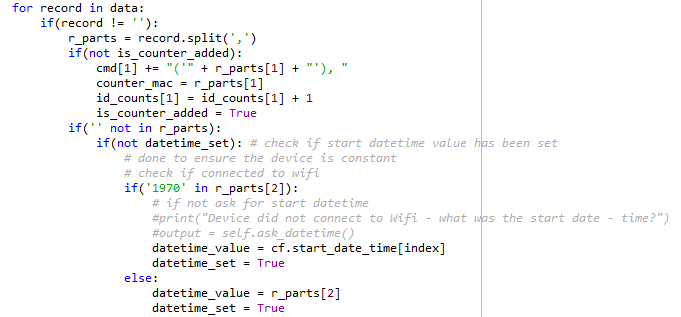 for record in data:
    if(record != ''):
        r_parts = record.split(',')
        if(not is_counter_added):
            cmd[1] += "('" + r_parts[1] + "'), "
            counter_mac = r_parts[1]
            id_counts[1] = id_counts[1] + 1
            is_counter_added = True
        if('' not in r_parts):
            if(not datetime_set): # check if start datetime value has been set
                # done to ensure the device is constant
                # check if connected to wifi
                if('1970' in r_parts[2]):
                    # if not ask for start datetime
                    #print("Device did not connect to Wifi - what was the start date - time?")
                    #output = self.ask_datetime()
                    datetime_value = cf.start_date_time[index]
                    datetime_set = True
                else:
                    datetime_value = r_parts[2]
                    datetime_set = True